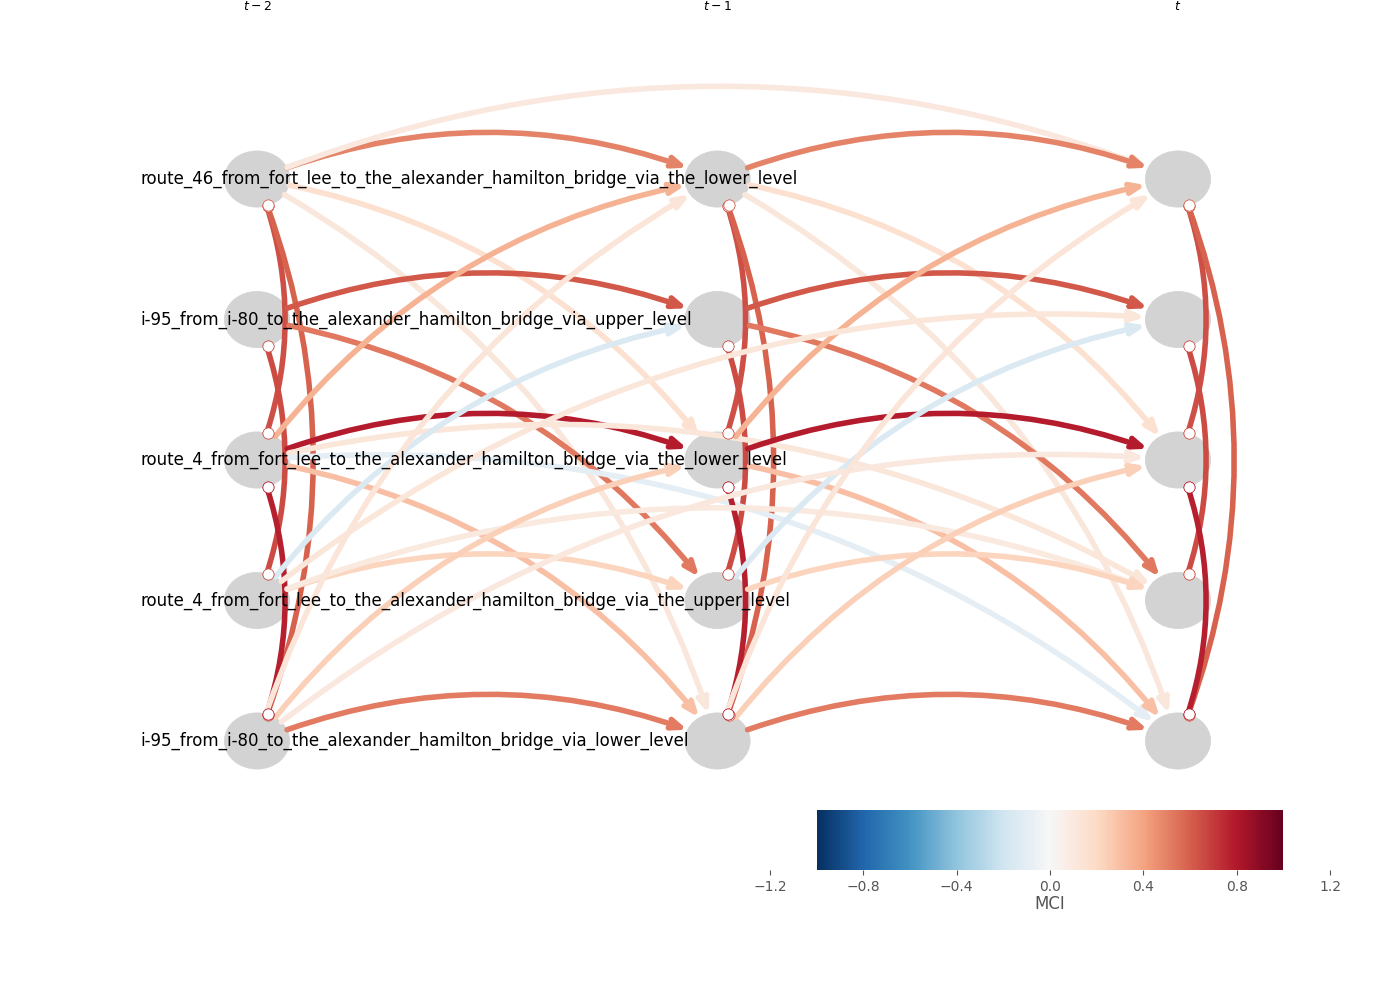 t − 2 t − 1 t
route_46_from_fort_lee_to_the_alexander_hamilton_bridge_via_the_lower_level
i-95_from_i-80_to_the_alexander_hamilton_bridge_via_upper_level
route_4_from_fort_lee_to_the_alexander_hamilton_bridge_via_the_lower_level
route_4_from_fort_lee_to_the_alexander_hamilton_bridge_via_the_upper_level
i-95_from_i-80_to_the_alexander_hamilton_bridge_via_lower_level
−1.2 −0.8 −0.4 0.0 0.4 0.8 1.2
MCI